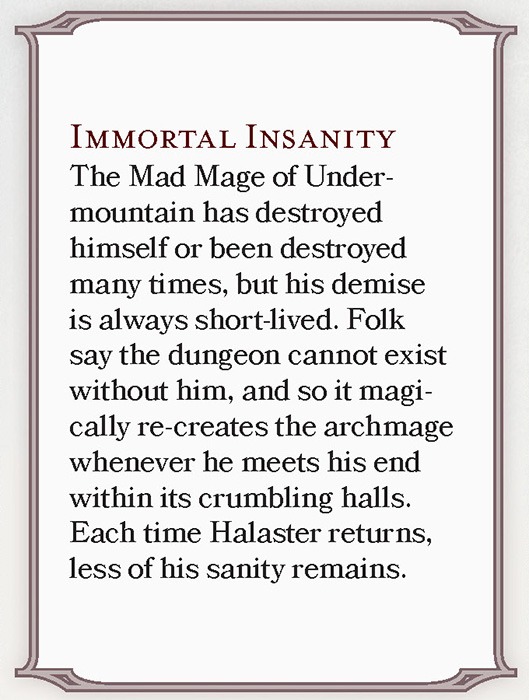 Immortal Insanity
The Mad Mage of Under-
mountain has destroyed
himself or been destroyed
many times, but his demise
is always short-lived. Folk
say the dungeon cannot exist
without him, and so it magi-
cally re-creates the archmage
whenever he meets his end
within its crumbling halls.
Each time Halaster returns,
less of his sanity remains.